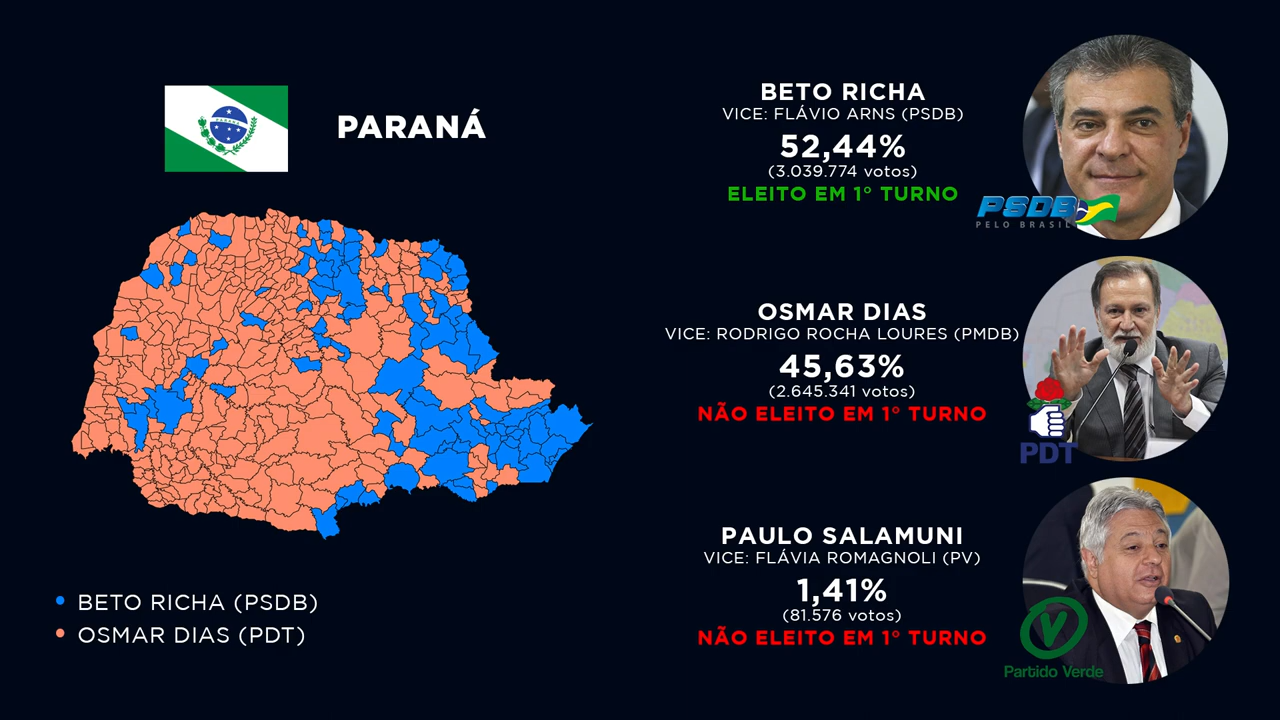 PARANÁ
BETO RICHA
VICE: FLÁVIO ARNS (PSDB)
52,44%
(3.039.774 votos)
ELEITO EM 1° TURNO
PSDB
PELO BRASIL
OSMAR DIAS
VICE: RODRIGO ROCHA LOURES (PMDB)
45,63%
(2.645.341 votos)
NÃO ELEITO EM 1° TURNO
PDT
PAULO SALAMUNI
VICE: FLÁVIA ROMAGNOLI (PV)
1,41%
(81.576 votos)
NÃO ELEITO EM 1° TURNO
V
Partido Verde
BETO RICHA (PSDB)
OSMAR DIAS (PDT)